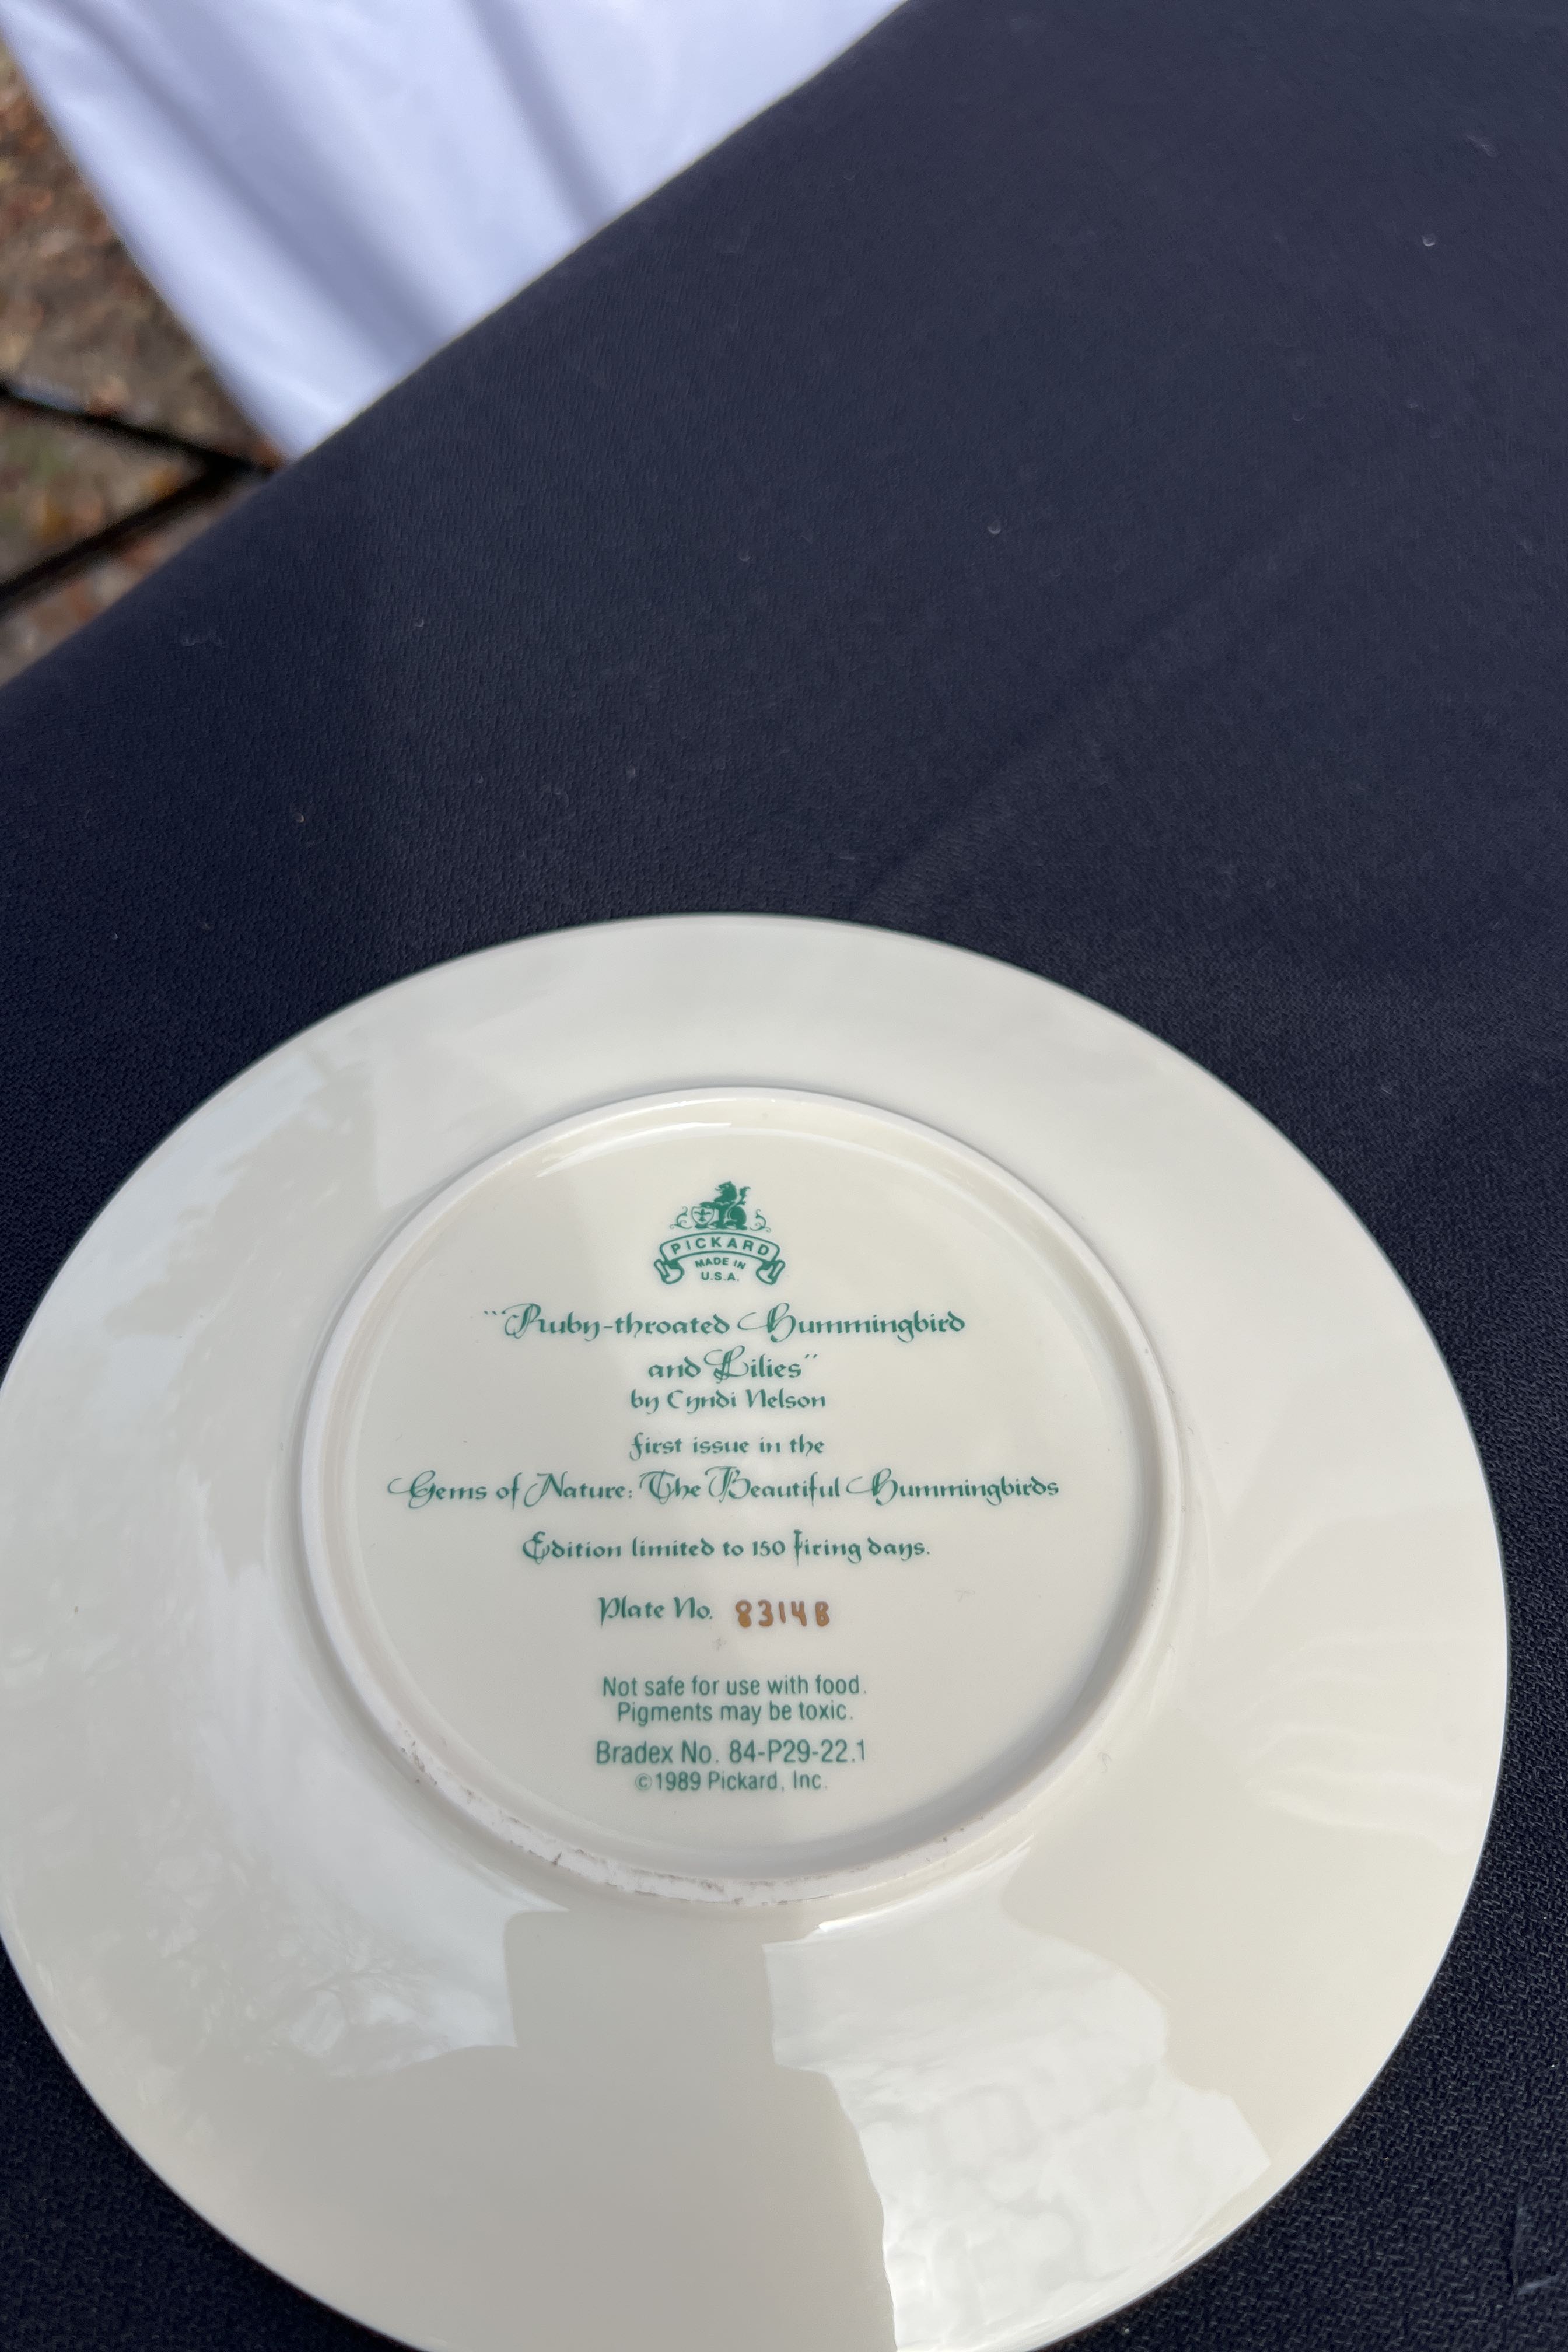 PICKARD
MADE IN
U.S.A.
"Ruby-throated Hummingbird
and Lilies"
by Cyndi Nelson
first issue in the
Gems of Nature: The Beautiful Hummingbirds
Edition limited to 150 firing days.
Plate No. 8314B
Not safe for use with food.
Pigments may be toxic.
Bradex No. 84-P29-22.1
©1989 Pickard, Inc.